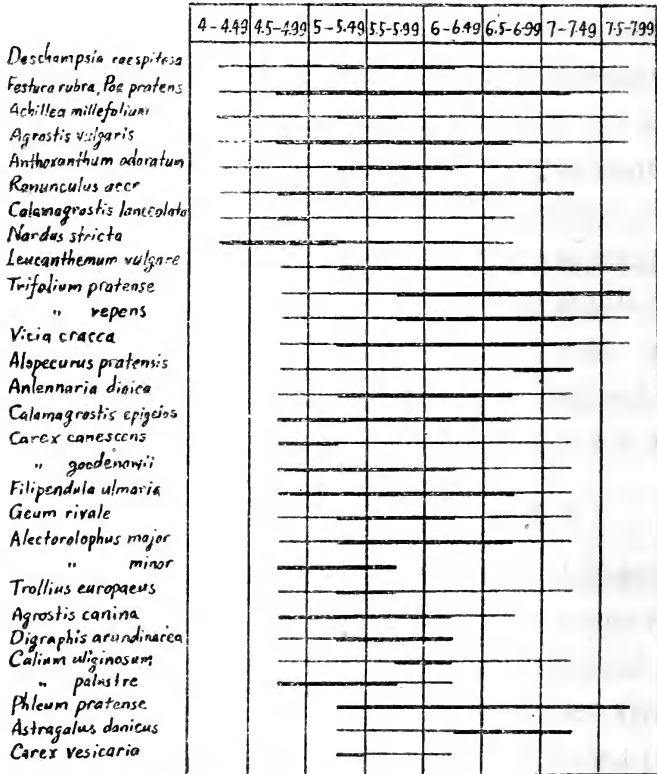 4-4.49 4.5-4.99 5-5.49 5.5-5.99 6-6.49 6.5-6.99 7-7.49 7.5-7.99
Deschampsia caespitosa
Festuca rubra, Poa pratens
Achillea millefolium
Agrostis vulgaris
Anthoxanthum odoratum
Ranunculus acer
Calamagrostis lanceolata
Nardus stricta
Leucanthemum vulgare
Trifolium pratense
" repens
Vicia cracca
Alopecurus pratensis
Antennaria dioica
Calamagrostis epigeios
Carex canescens
" goodenowii
Filipendula ulmaria
Geum rivale
Alectorolophus major
" minor
Trollius europaeus
Agrostis canina
Digraphis arundinacea
Galium uliginosum
" palustre
Phleum pratense
Astragalus danicus
Carex vesicaria